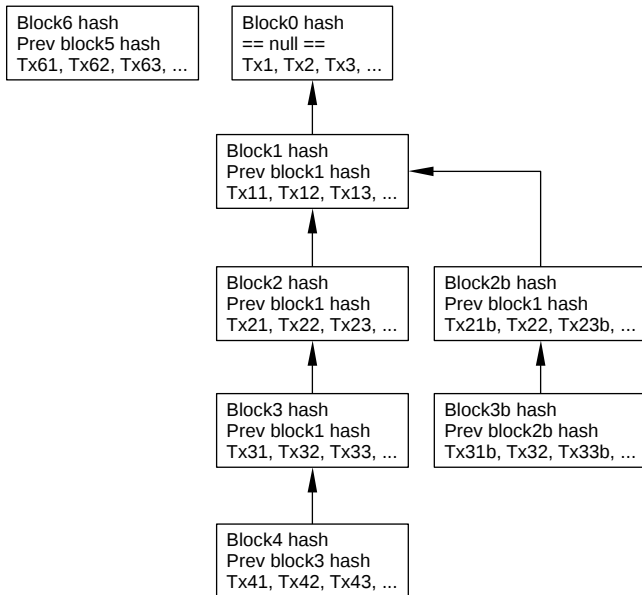 Block6 hash
Prev block5 hash
Tx61, Tx62, Tx63, ...
Block0 hash
== null ==
Tx1, Tx2, Tx3, ...
Block1 hash
Prev block1 hash
Tx11, Tx12, Tx13, ...
Block2 hash
Prev block1 hash
Tx21, Tx22, Tx23, ...
Block2b hash
Prev block1 hash
Tx21b, Tx22, Tx23b, ...
Block3 hash
Prev block1 hash
Tx31, Tx32, Tx33, ...
Block3b hash
Prev block2b hash
Tx31b, Tx32, Tx33b, ...
Block4 hash
Prev block3 hash
Tx41, Tx42, Tx43, ...